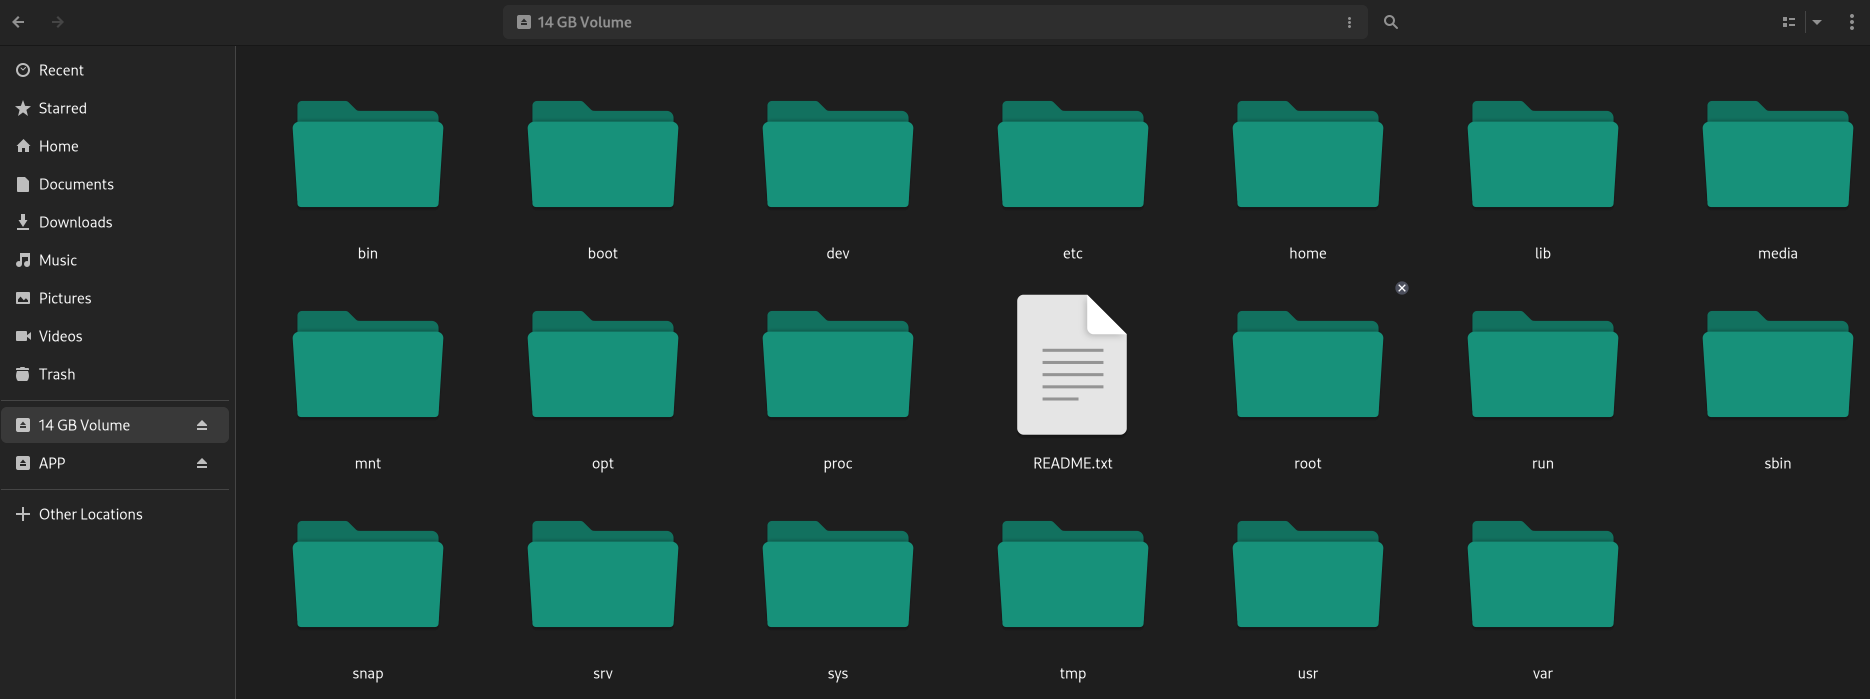 14 GB Volume
Recent
Starred
Home
Documents
Downloads
Music
Pictures
Videos
Trash
14 GB Volume
APP
Other Locations
bin boot dev etc home lib media
mnt opt proc README.txt root run sbin
snap srv sys tmp usr var